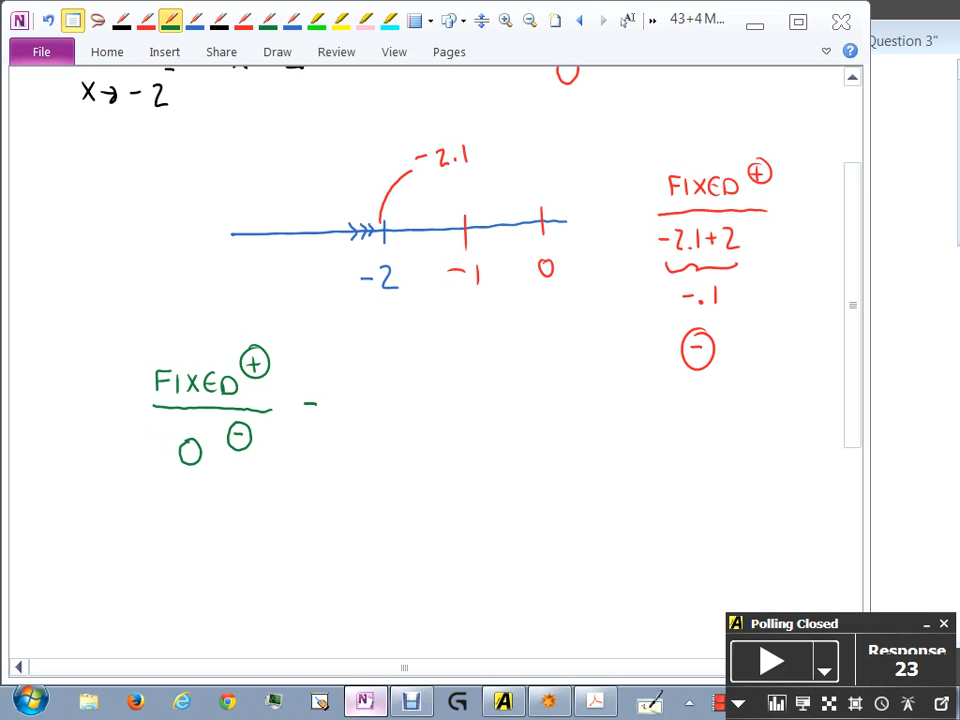 43+4 M...
Question 3"
File Home Insert Share Draw Review View Pages
X → - 2
0
- 2.1
FIXED +
-2.1+2
-.1
-
-2 -1 0
FIXED + -
0 -
Polling Closed
Response
23